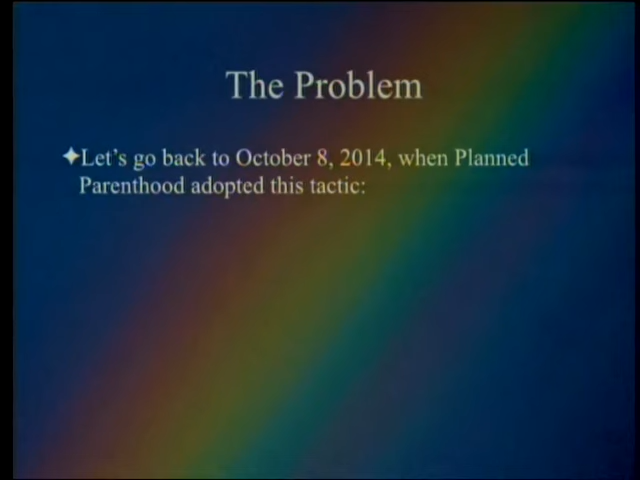 The Problem
✦Let's go back to October 8, 2014, when Planned
Parenthood adopted this tactic: